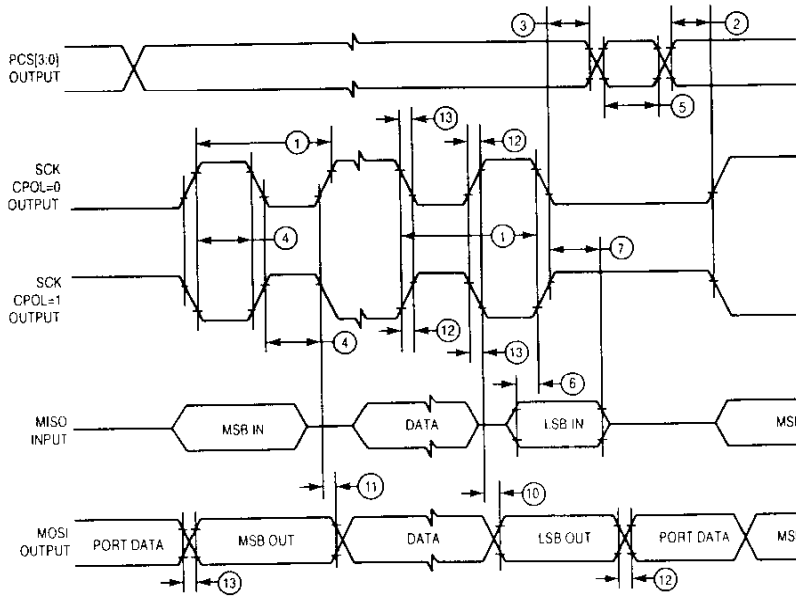 3
2
PCS[3:0]
OUTPUT
5
13
12
1
SCK
CPOL=0
OUTPUT
4
1
7
SCK
CPOL=1
OUTPUT
4
12
13
6
MISO
INPUT
MSB IN
DATA
LSB IN
MSB
11
10
MOSI
OUTPUT
PORT DATA
MSB OUT
DATA
LSB OUT
PORT DATA
MSB
13
12